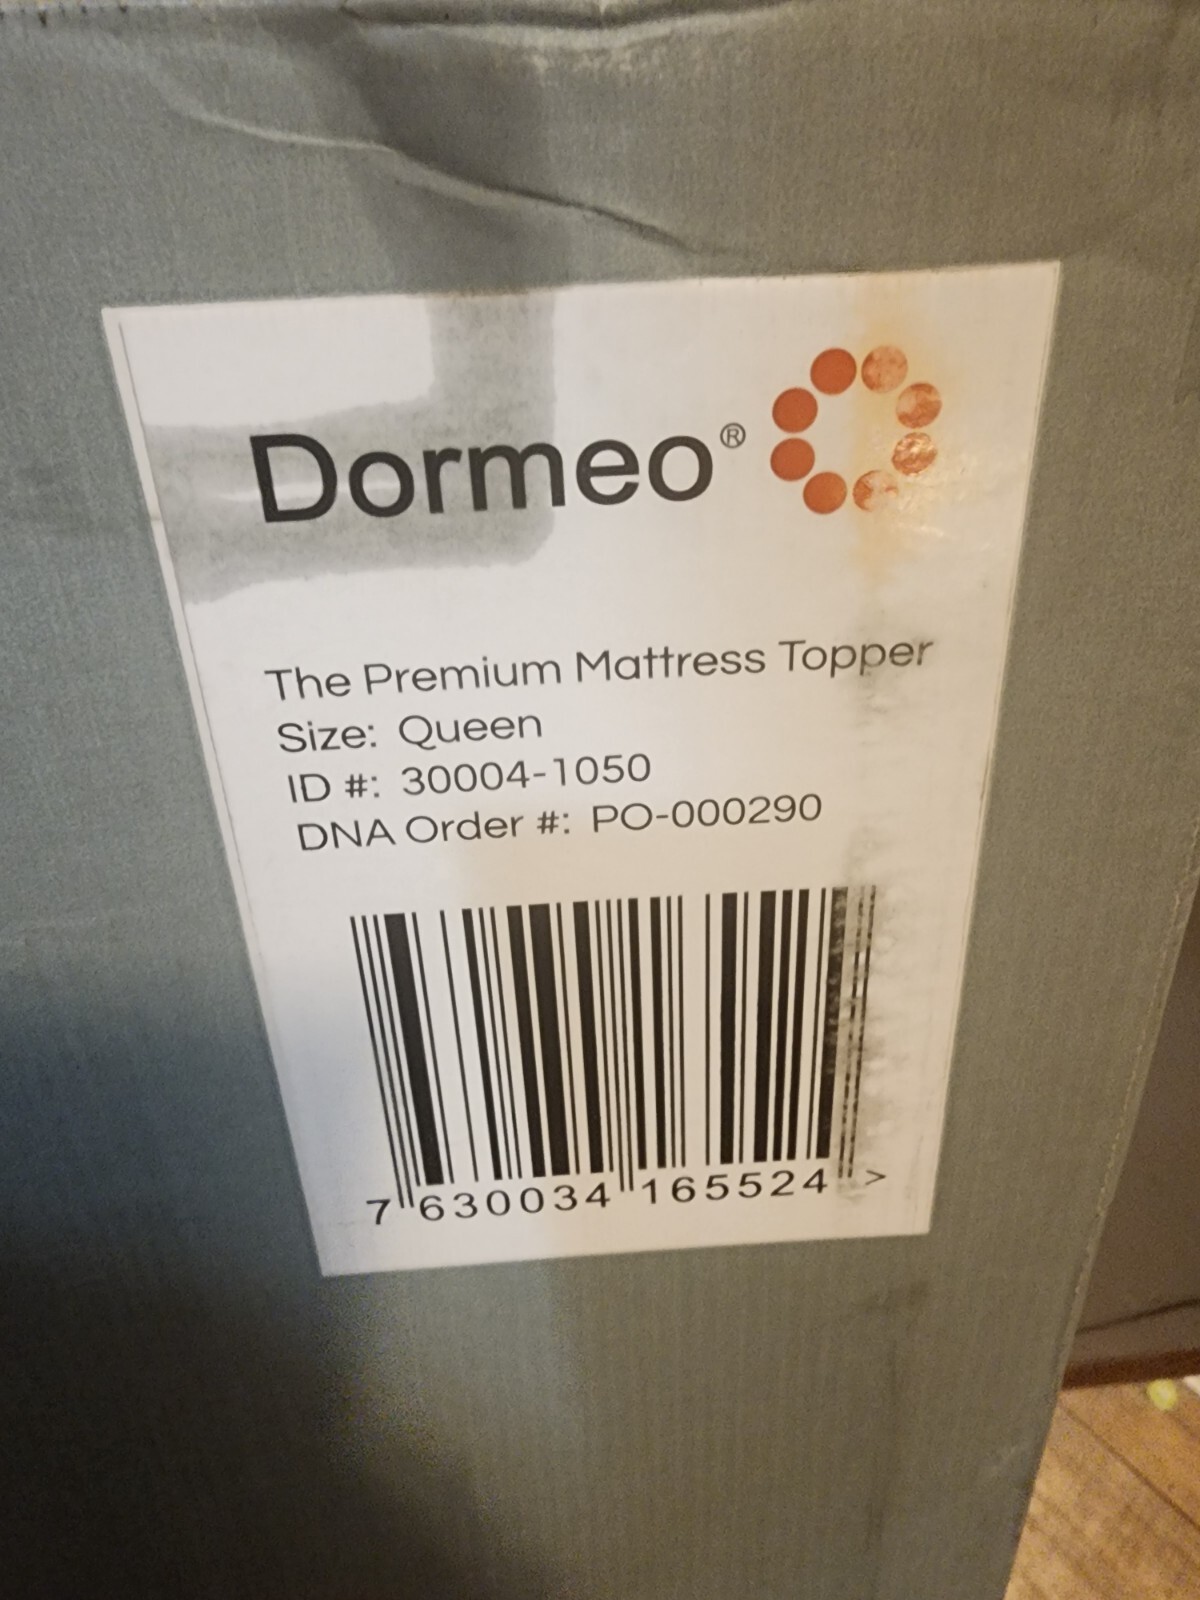 Dormeo®
The Premium Mattress Topper
Size: Queen
ID #: 30004-1050
DNA Order #: PO-000290
7 630034 165524 >